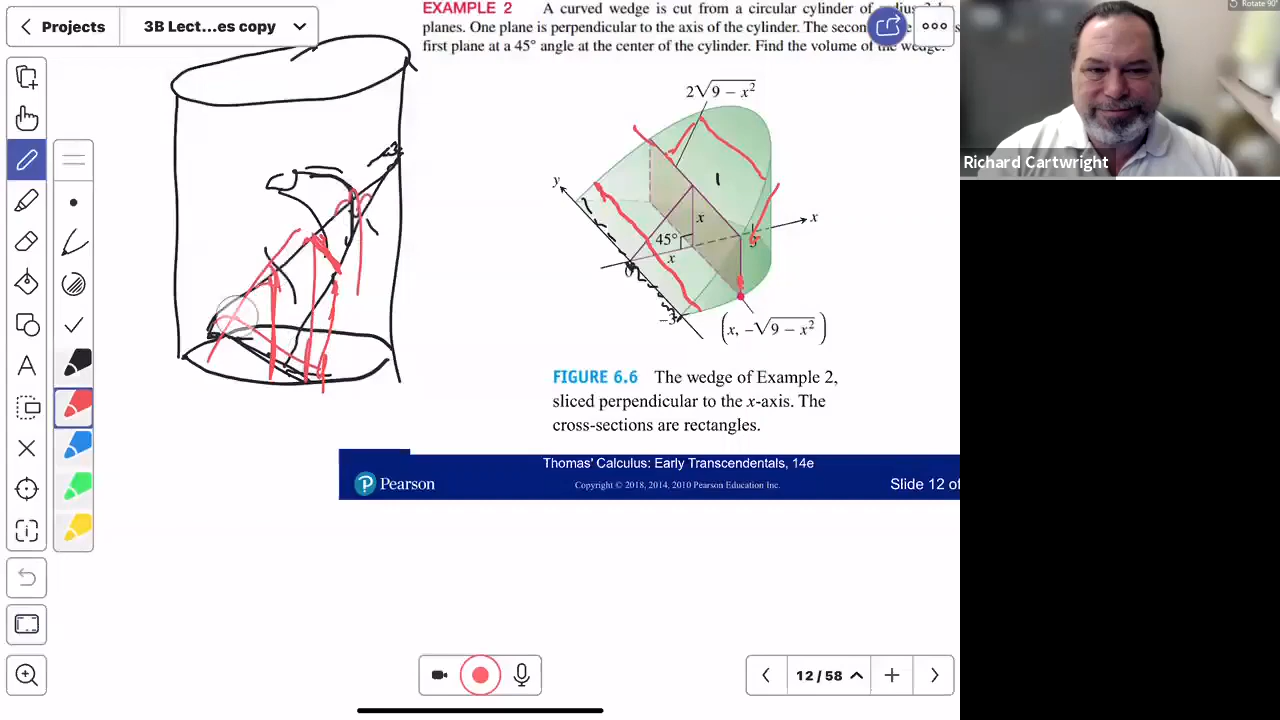 Projects
3B Lect...es copy
EXAMPLE 2 A curved wedge is cut from a circular cylinder of 3 by
planes. One plane is perpendicular to the axis of the cylinder. The second
first plane at a 45° angle at the center of the cylinder. Find the volume of the wedge.
Rotate 90°
Richard Cartwright
2√9 − x²
y
x
x
45°
x
−3
(x, −√9 − x²)
FIGURE 6.6 The wedge of Example 2,
sliced perpendicular to the x-axis. The
cross-sections are rectangles.
Thomas' Calculus: Early Transcendentals, 14e
Pearson
Copyright © 2018, 2014, 2010 Pearson Education Inc.
Slide 12 of
A
12/58